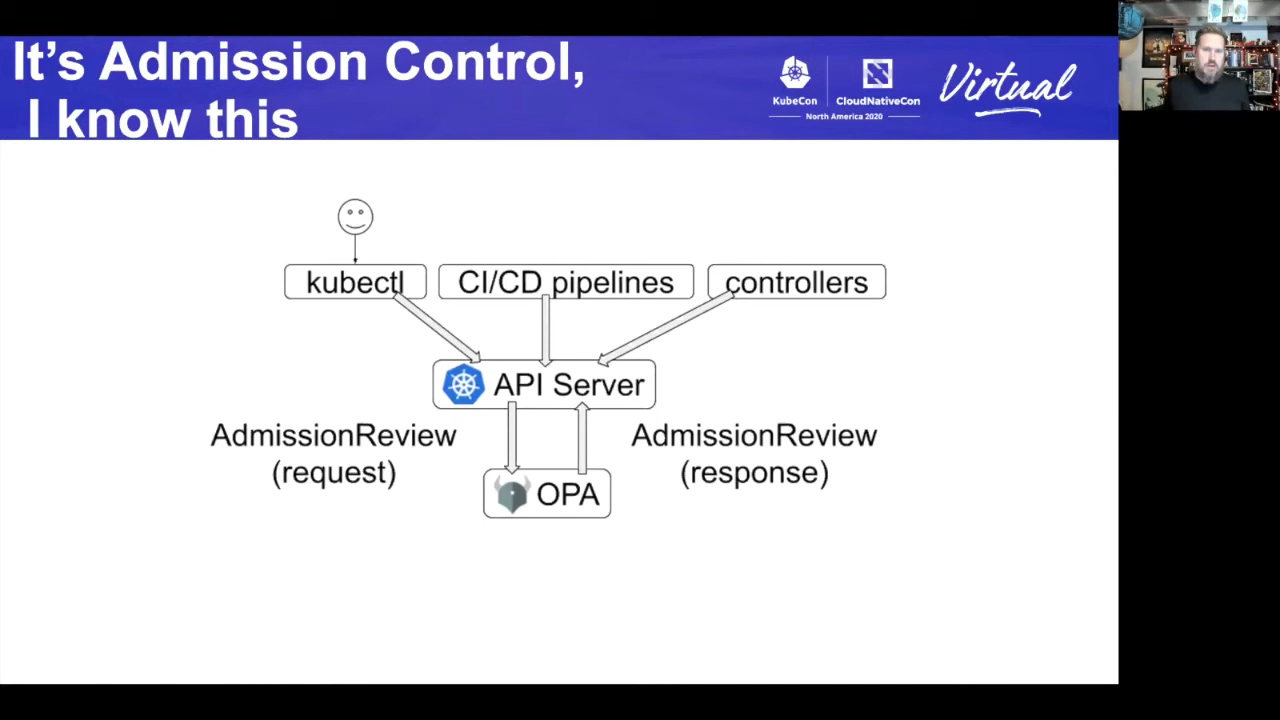 It's Admission Control,
I know this
KubeCon
CloudNativeCon
North America 2020
Virtual
kubectl
CI/CD pipelines
controllers
API Server
AdmissionReview
(request)
AdmissionReview
(response)
OPA